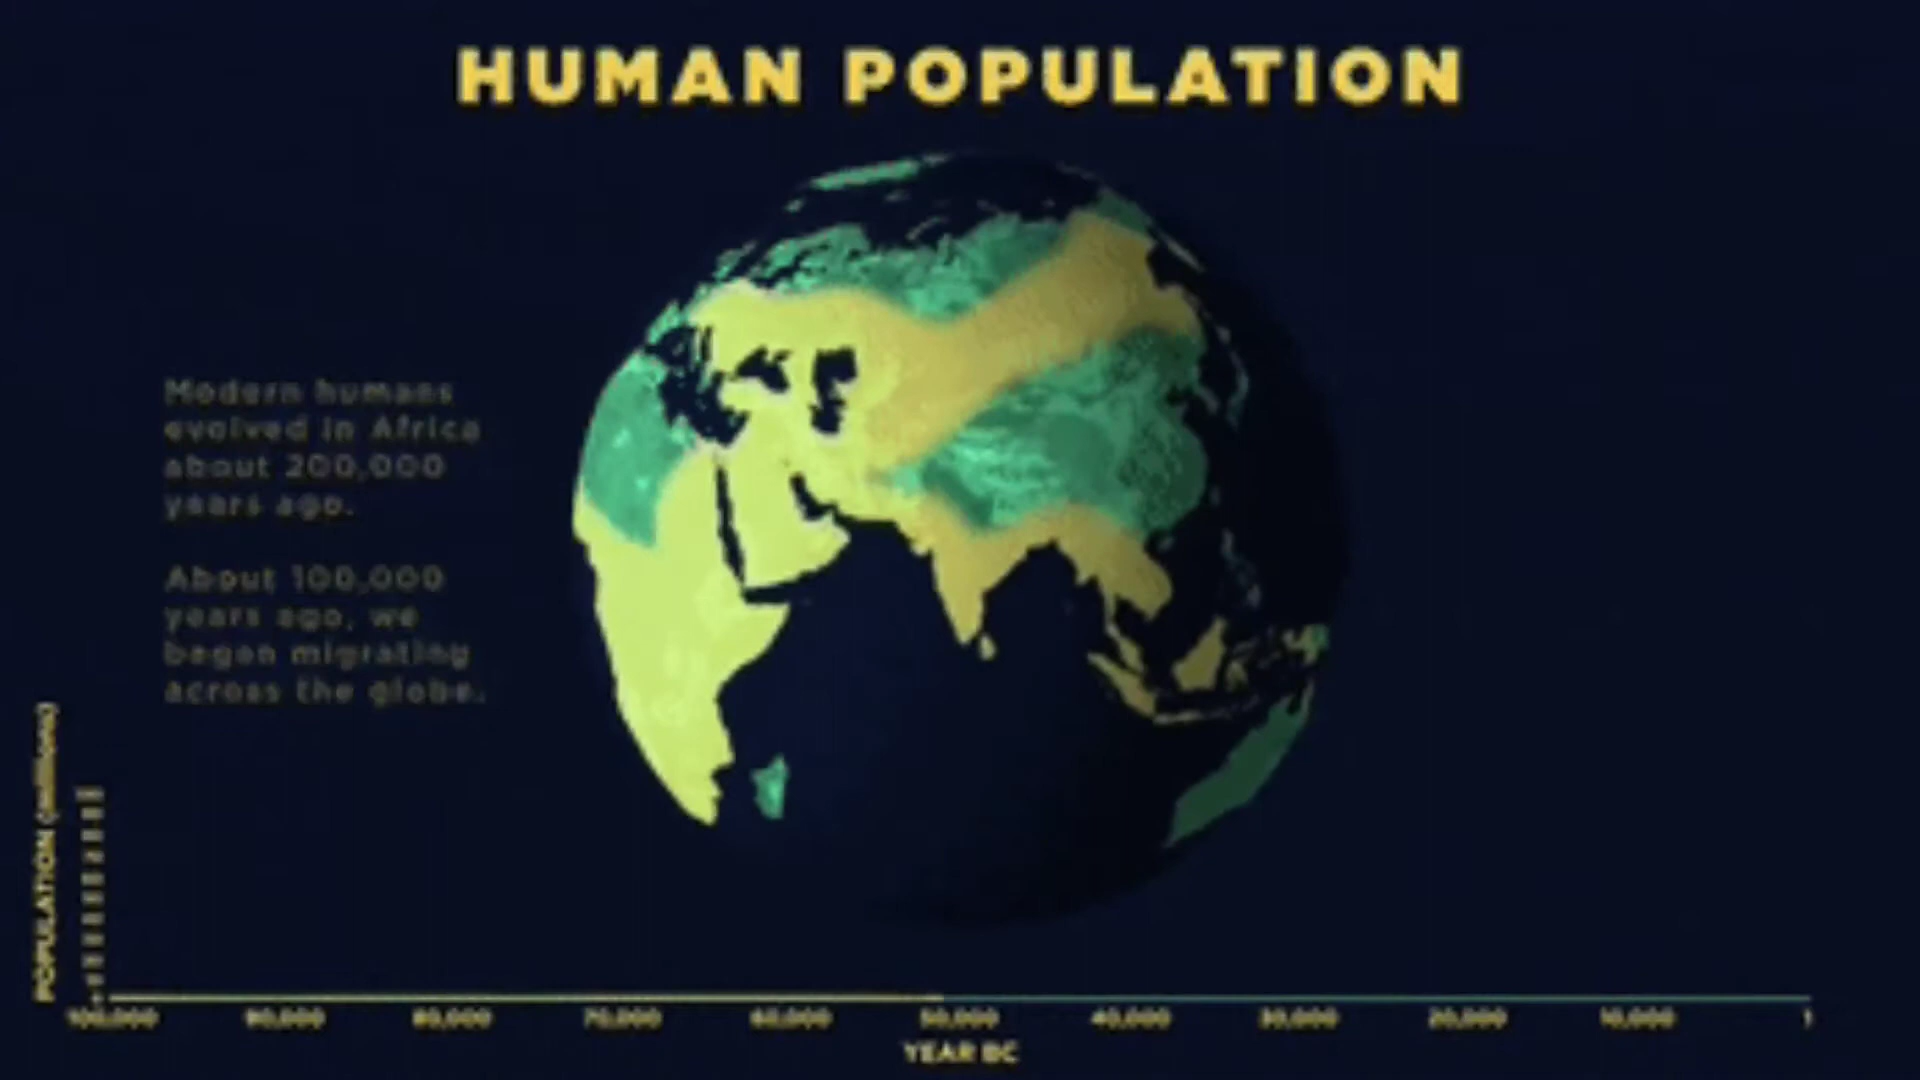 HUMAN POPULATION
Modern humans
evolved in Africa
about 200,000
years ago.
About 100,000
years ago, we
began migrating
across the globe.
POPULATION (millions)
100,000 90,000 80,000 70,000 60,000 50,000 40,000 30,000 20,000 10,000 1
YEAR BC